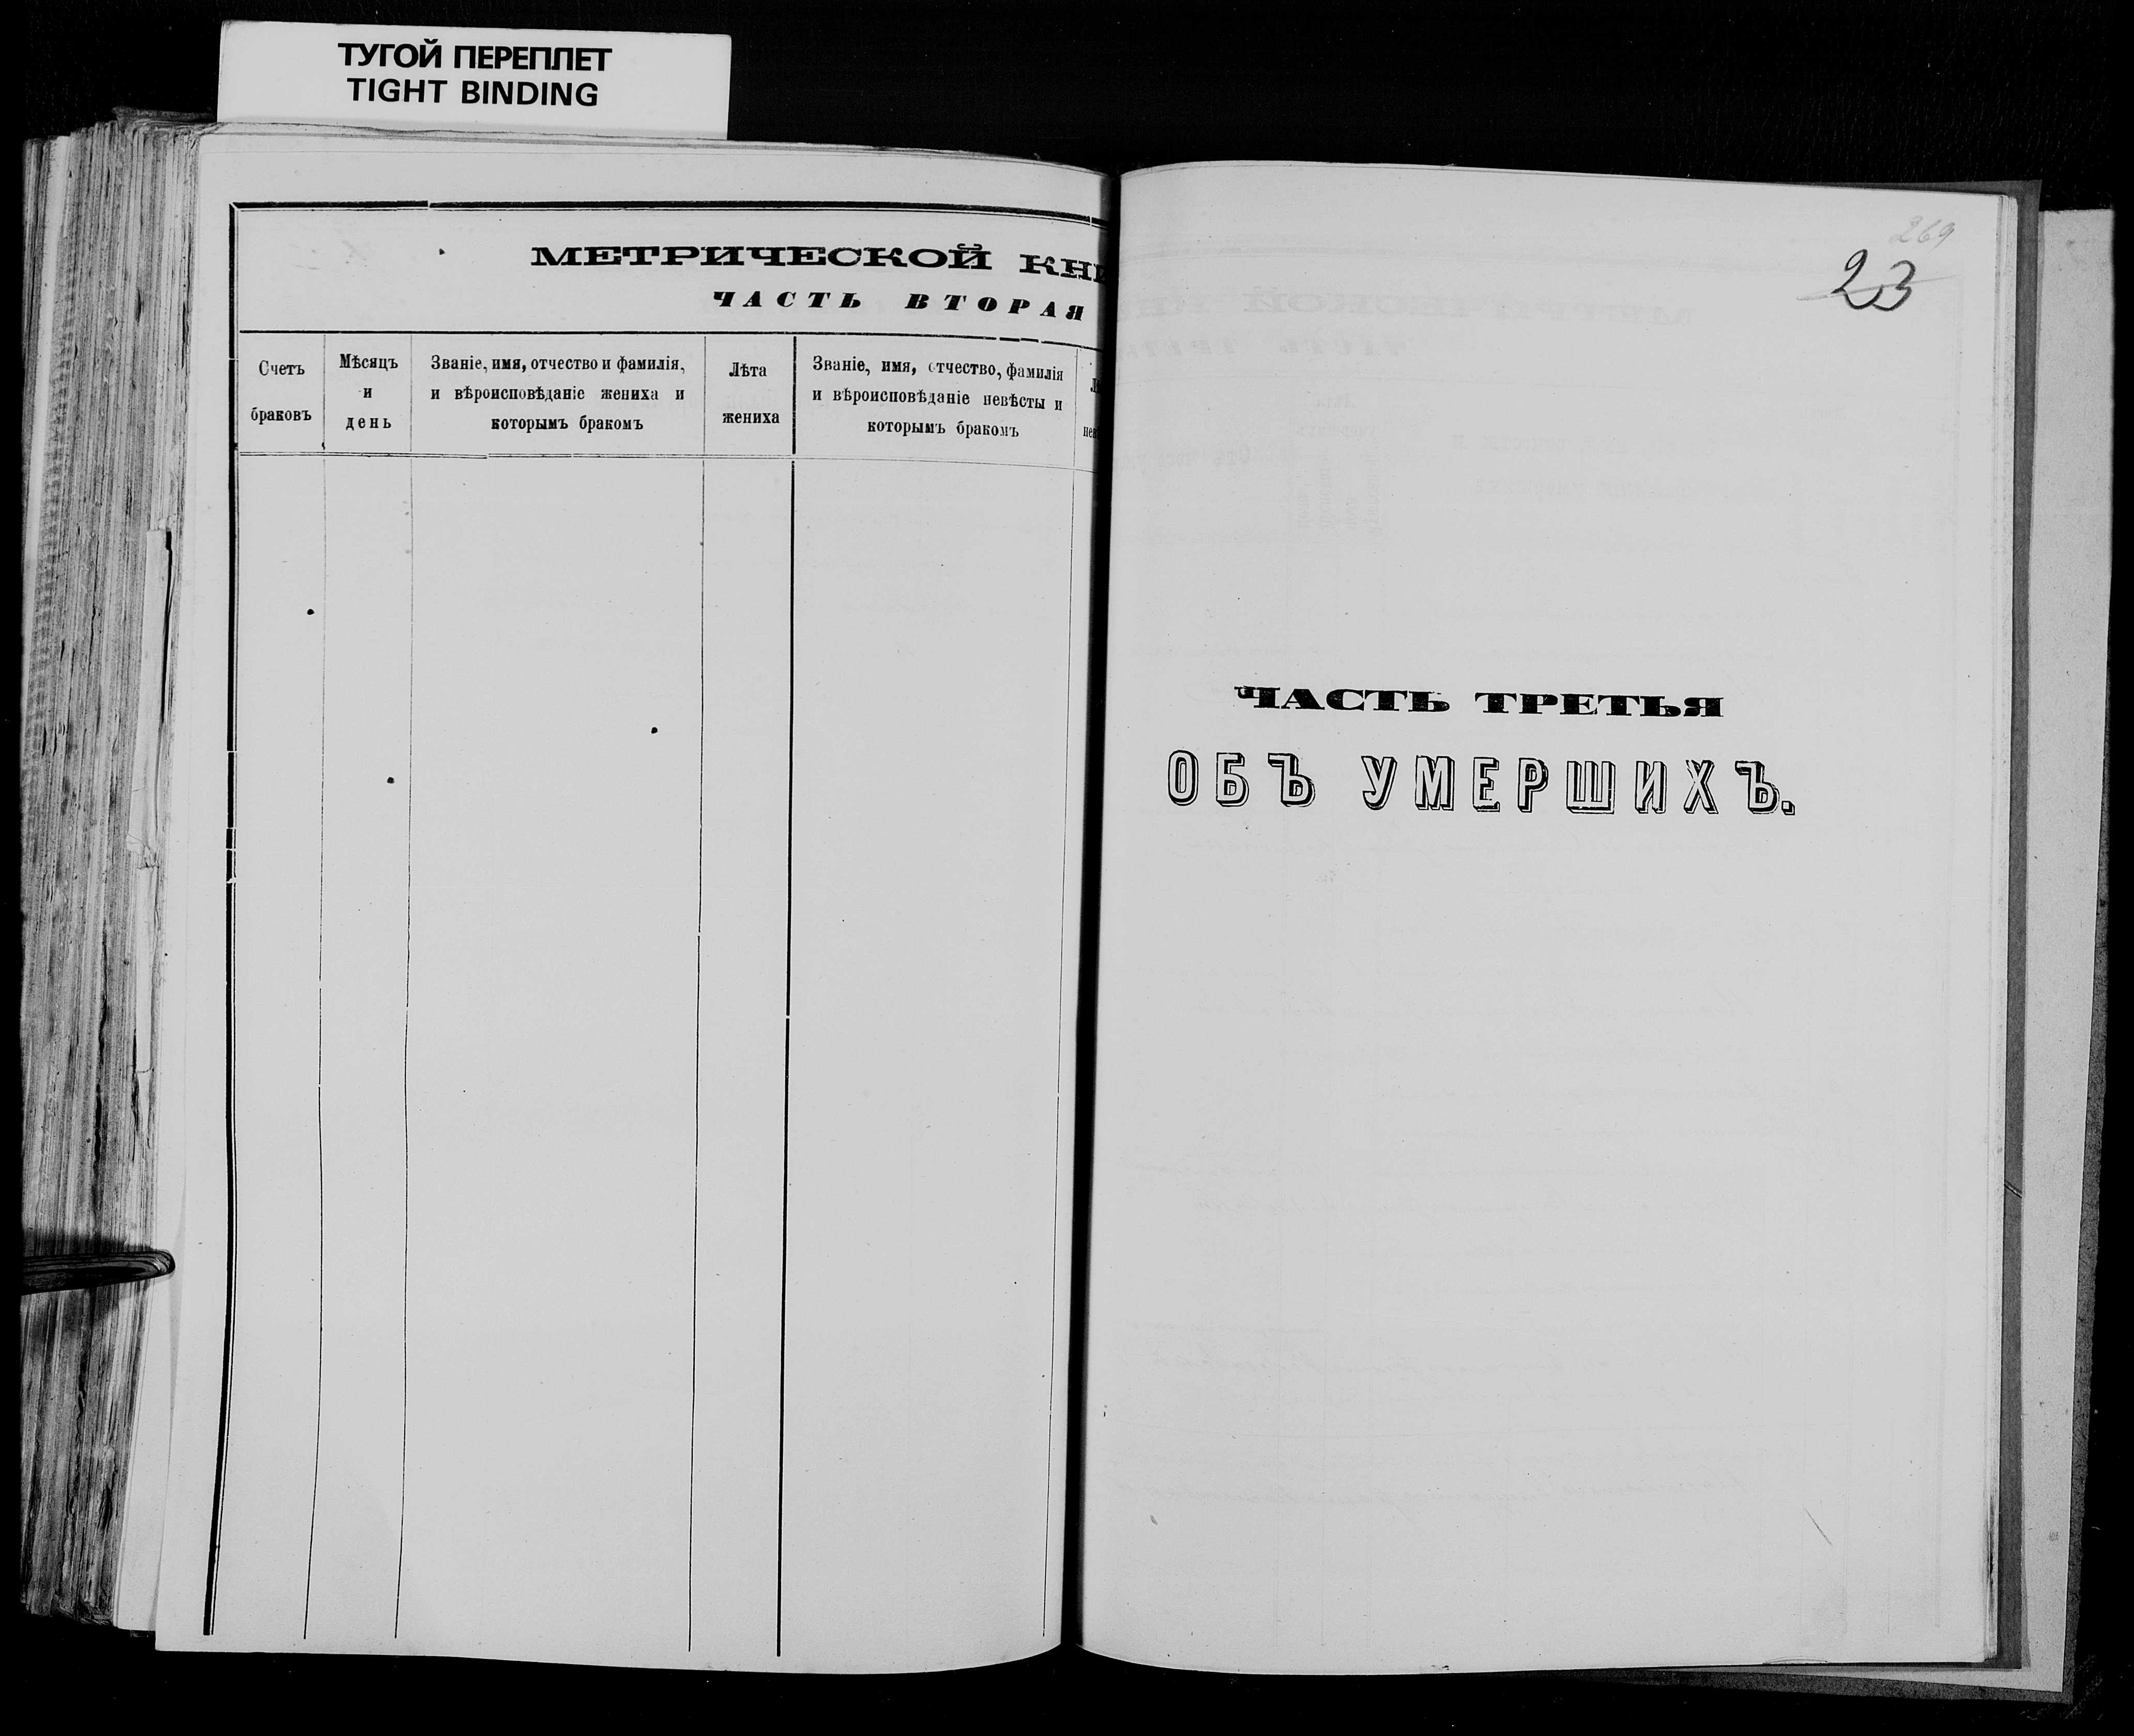 ТУГОЙ ПЕРЕПЛЕТ
TIGHT BINDING
МЕТРИЧЕСКОЙ КНИ
ЧАСТЬ ВТОРАЯ
Счетъ
браковъ
Мѣсяцъ
и
день
Званіе, имя, отчество и фамилія,
и вѣроисповѣданіе жениха и
которымъ бракомъ
Лѣта
жениха
Званіе, имя, отчество, фамилія
и вѣроисповѣданіе невѣсты и
которымъ бракомъ
269
23
ЧАСТЬ ТРЕТЬЯ
ОБЪ УМЕРШИХЪ.